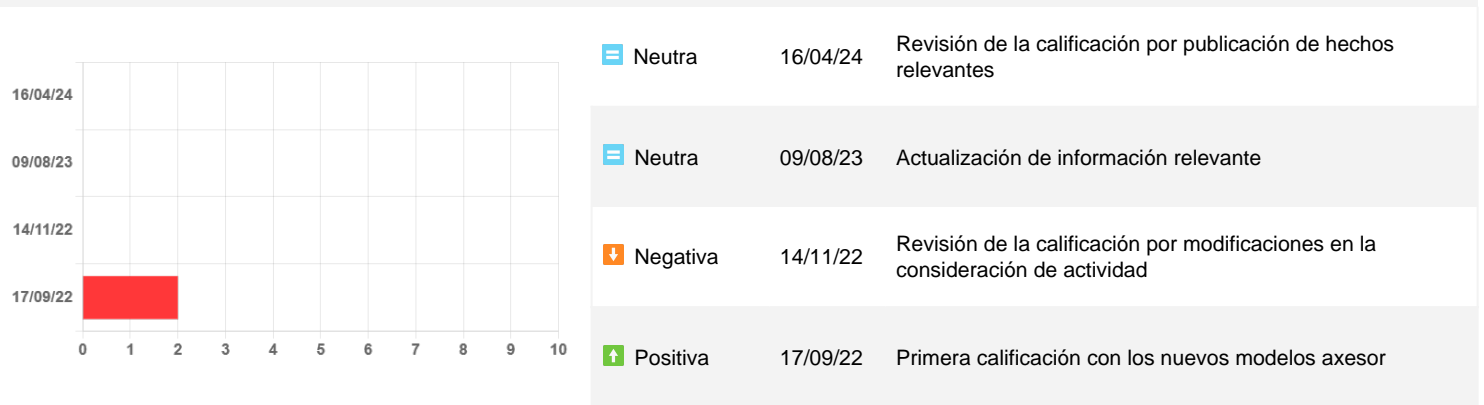 16/04/24
09/08/23
14/11/22
17/09/22
0 1 2 3 4 5 6 7 8 9 10
Neutra 16/04/24 Revisión de la calificación por publicación de hechos
relevantes
Neutra 09/08/23 Actualización de información relevante
Negativa 14/11/22 Revisión de la calificación por modificaciones en la
consideración de actividad
Positiva 17/09/22 Primera calificación con los nuevos modelos axesor